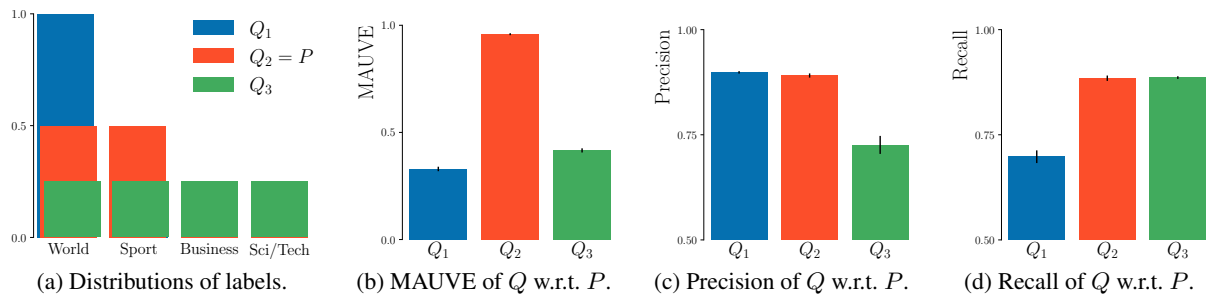 1.0
0.5
0.0
World
Sport
Business
Sci/Tech
Q1
Q2 = P
Q3
(a) Distributions of labels.
MAUVE
1.0
0.5
0.0
Q1
Q2
Q3
(b) MAUVE of Q w.r.t. P.
Precision
1.00
0.75
0.50
Q1
Q2
Q3
(c) Precision of Q w.r.t. P.
Recall
1.00
0.75
0.50
Q1
Q2
Q3
(d) Recall of Q w.r.t. P.